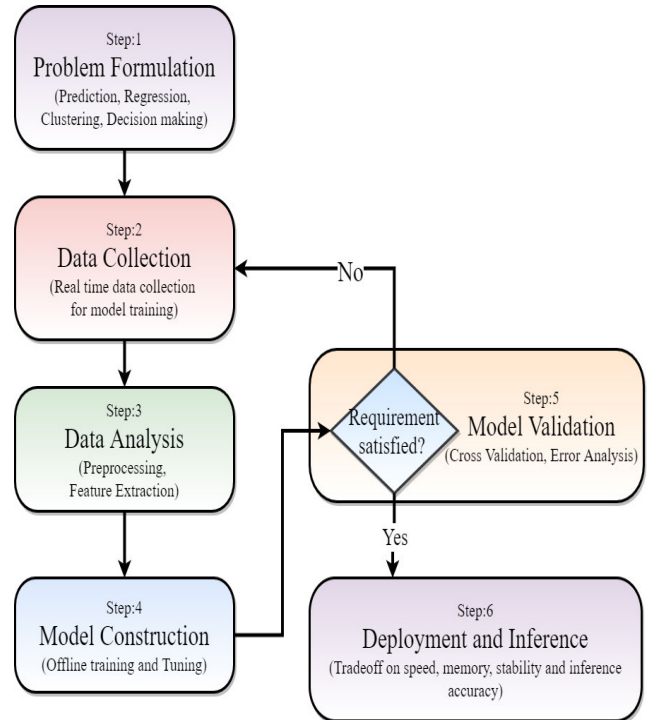 Step:1
Problem Formulation
(Prediction, Regression,
Clustering, Decision making)
Step:2
Data Collection
(Real time data collection
for model training)
No
Step:3
Data Analysis
(Preprocessing,
Feature Extraction)
Step:4
Model Construction
(Offline training and Tuning)
Requirement
satisfied?
Step:5
Model Validation
(Cross Validation, Error Analysis)
Yes
Step:6
Deployment and Inference
(Tradeoff on speed, memory, stability and inference
accuracy)